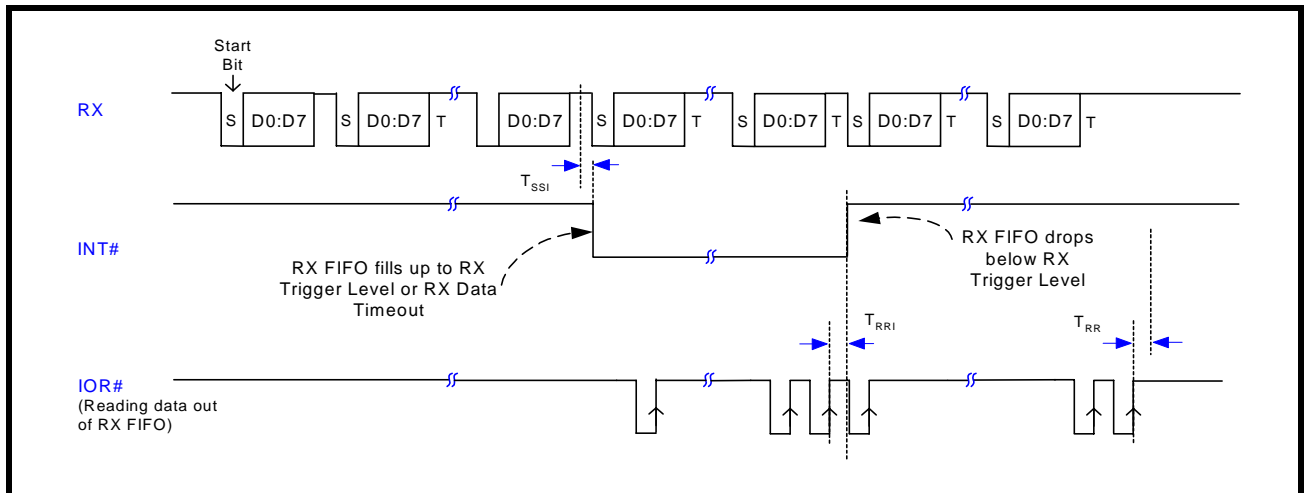 Start
Bit
RX
S D0:D7 S D0:D7 T D0:D7 S D0:D7 T S D0:D7 T S D0:D7 T S D0:D7 T
TSSI
INT#
RX FIFO fills up to RX
Trigger Level or RX Data
Timeout
RX FIFO drops
below RX
Trigger Level
TRRI
TRR
IOR#
(Reading data out
of RX FIFO)